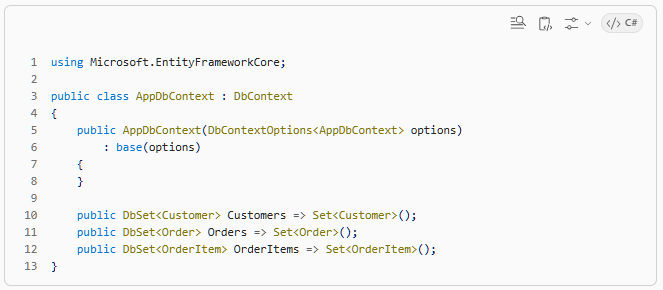 </> C#
1 using Microsoft.EntityFrameworkCore;
2
3 public class AppDbContext : DbContext
4 {
5     public AppDbContext(DbContextOptions<AppDbContext> options)
6         : base(options)
7     {
8     }
9
10     public DbSet<Customer> Customers => Set<Customer>();
11     public DbSet<Order> Orders => Set<Order>();
12     public DbSet<OrderItem> OrderItems => Set<OrderItem>();
13 }